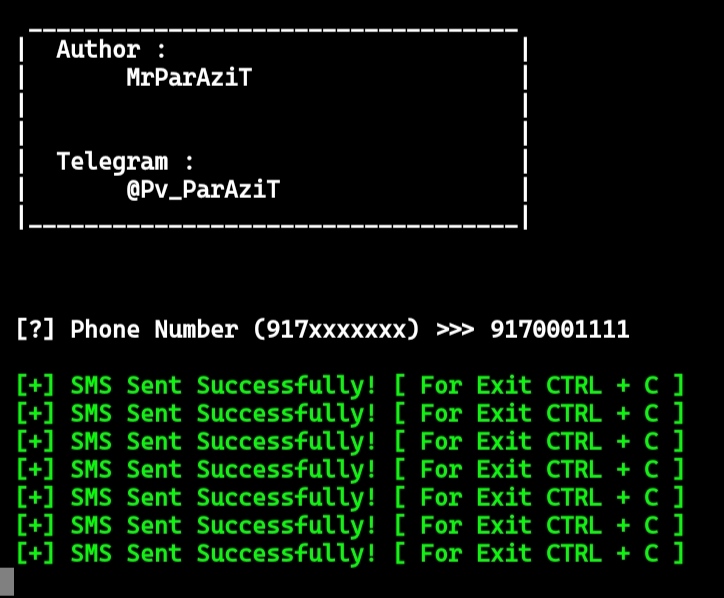 Author :
MrParAziT
Telegram :
@Pv_ParAziT
[?] Phone Number (917xxxxxxx) >>> 9170001111
[+] SMS Sent Successfully! [ For Exit CTRL + C ]
[+] SMS Sent Successfully! [ For Exit CTRL + C ]
[+] SMS Sent Successfully! [ For Exit CTRL + C ]
[+] SMS Sent Successfully! [ For Exit CTRL + C ]
[+] SMS Sent Successfully! [ For Exit CTRL + C ]
[+] SMS Sent Successfully! [ For Exit CTRL + C ]
[+] SMS Sent Successfully! [ For Exit CTRL + C ]